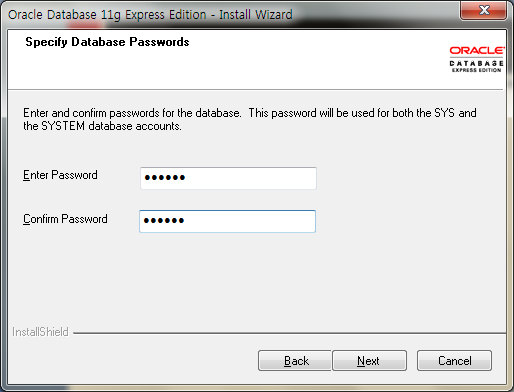 Oracle Database 11g Express Edition - Install Wizard
Specify Database Passwords
ORACLE
DATABASE
EXPRESS EDITION
Enter and confirm passwords for the database.  This password will be used for both the SYS and
the SYSTEM database accounts.
Enter Password
••••••
Confirm Password
••••••
InstallShield
Back
Next
Cancel